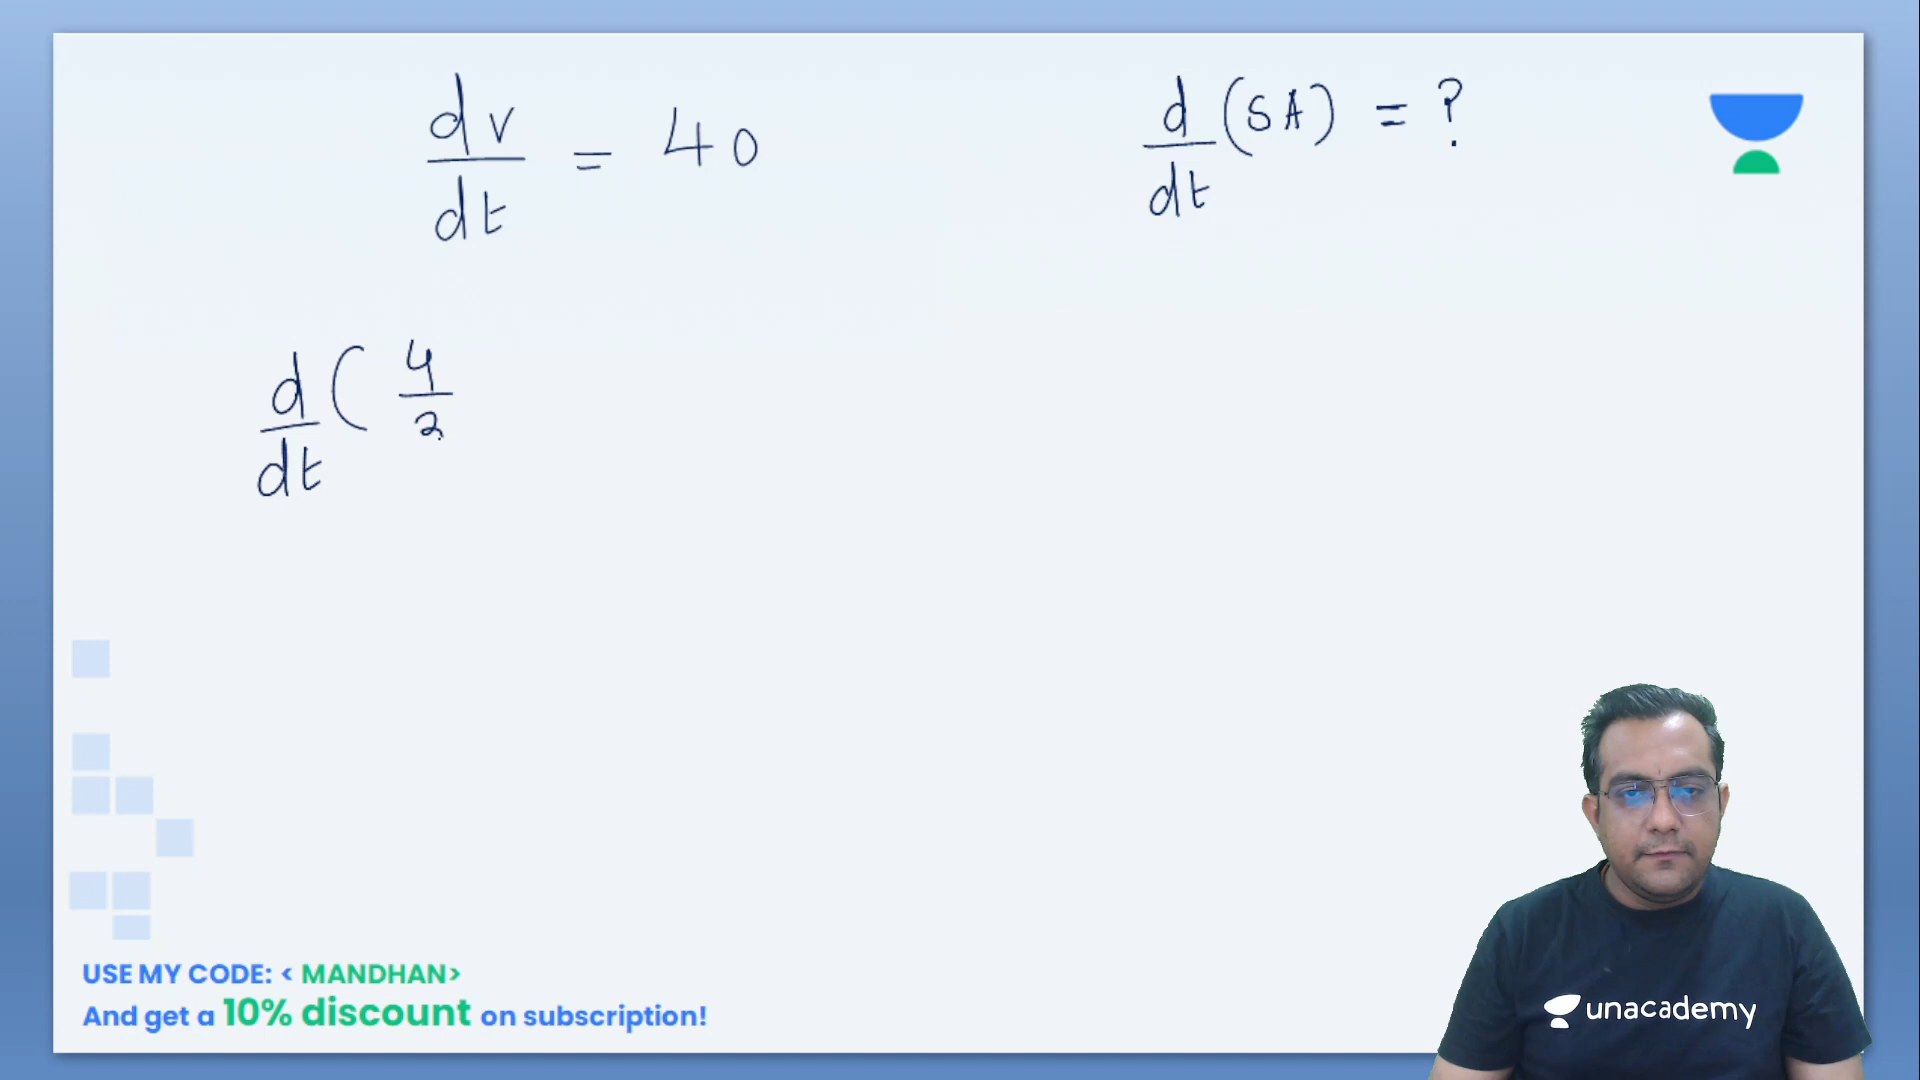 dv/dt = 40
d/dt (SA) = ?
d/dt ( 4/3
USE MY CODE: < MANDHAN>
And get a 10% discount on subscription!
unacademy